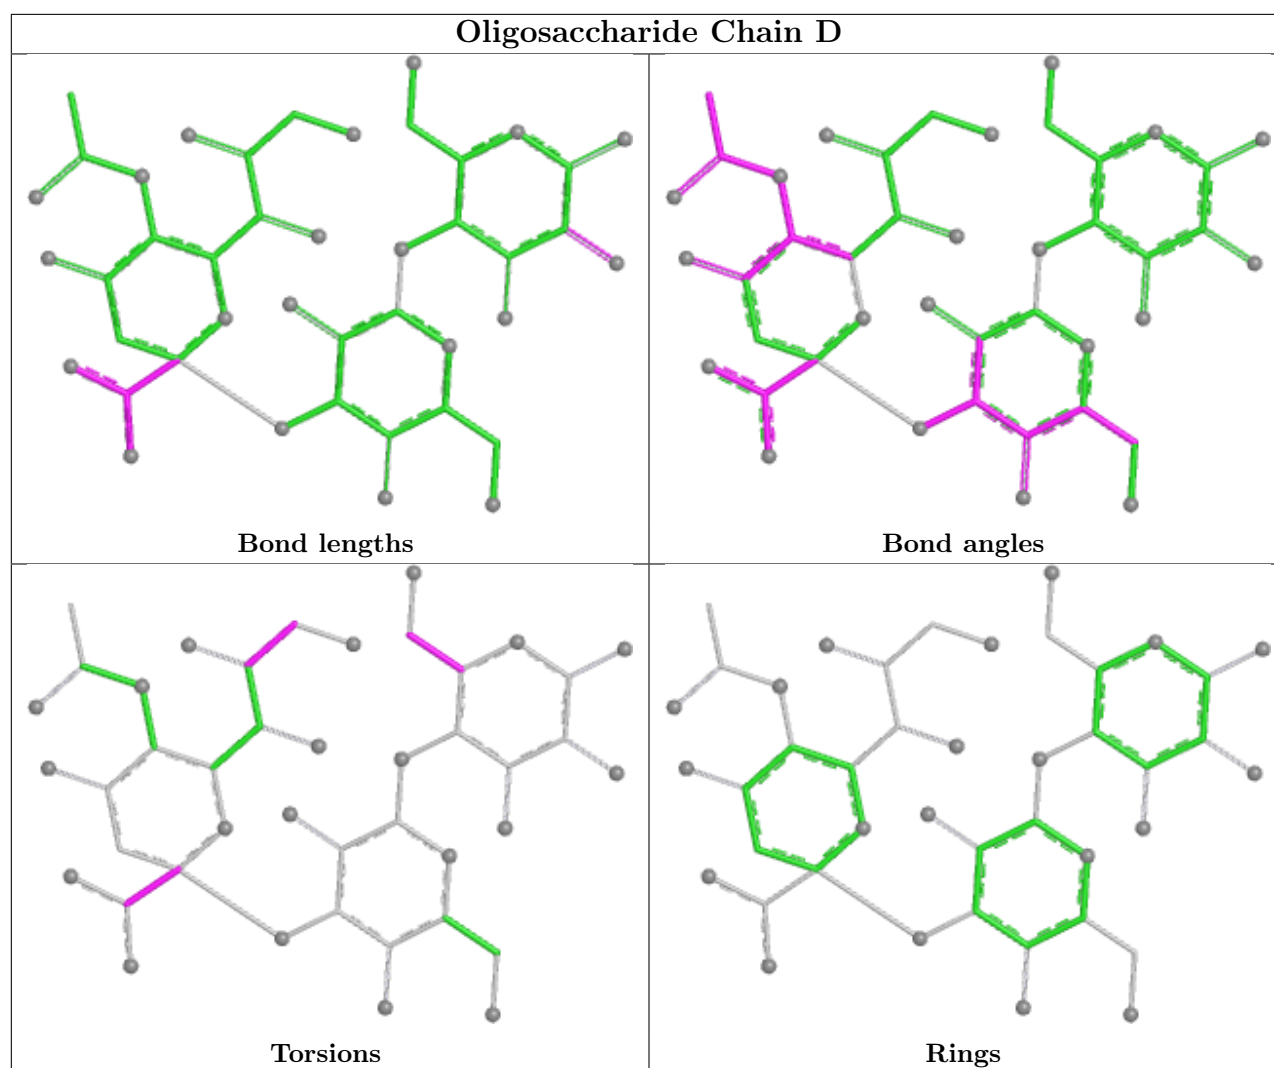 Oligosaccharide Chain D
Bond lengths
Bond angles
Torsions
Rings